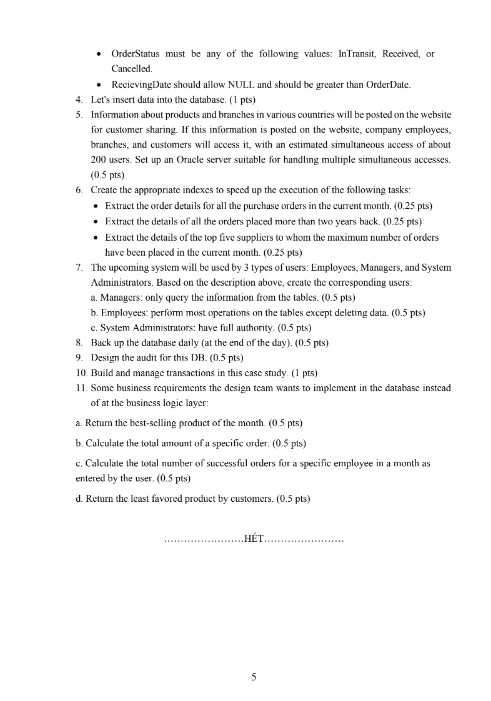 • OrderStatus must be any of the following values: InTransit, Received, or
Cancelled.
• RecievingDate should allow NULL and should be greater than OrderDate.
4. Let's insert data into the database. (1 pts)
5. Information about products and branches in various countries will be posted on the website
for customer sharing. If this information is posted on the website, company employees,
branches, and customers will access it, with an estimated simultaneous access of about
200 users. Set up an Oracle server suitable for handling multiple simultaneous accesses.
(0.5 pts)
6. Create the appropriate indexes to speed up the execution of the following tasks:
• Extract the order details for all the purchase orders in the current month. (0.25 pts)
• Extract the details of all the orders placed more than two years back. (0.25 pts)
• Extract the details of the top five suppliers to whom the maximum number of orders
have been placed in the current month. (0.25 pts)
7. The upcoming system will be used by 3 types of users: Employees, Managers, and System
Administrators. Based on the description above, create the corresponding users:
a. Managers: only query the information from the tables. (0.5 pts)
b. Employees: perform most operations on the tables except deleting data. (0.5 pts)
c. System Administrators: have full authority. (0.5 pts)
8. Back up the database daily (at the end of the day). (0.5 pts)
9. Design the audit for this DB. (0.5 pts)
10. Build and manage transactions in this case study. (1 pts)
11. Some business requirements the design team wants to implement in the database instead
of at the business logic layer:
a. Return the best-selling product of the month. (0.5 pts)
b. Calculate the total amount of a specific order. (0.5 pts)
c. Calculate the total number of successful orders for a specific employee in a month as
entered by the user. (0.5 pts)
d. Return the least favored product by customers. (0.5 pts)
……………………HẾT……………………
5